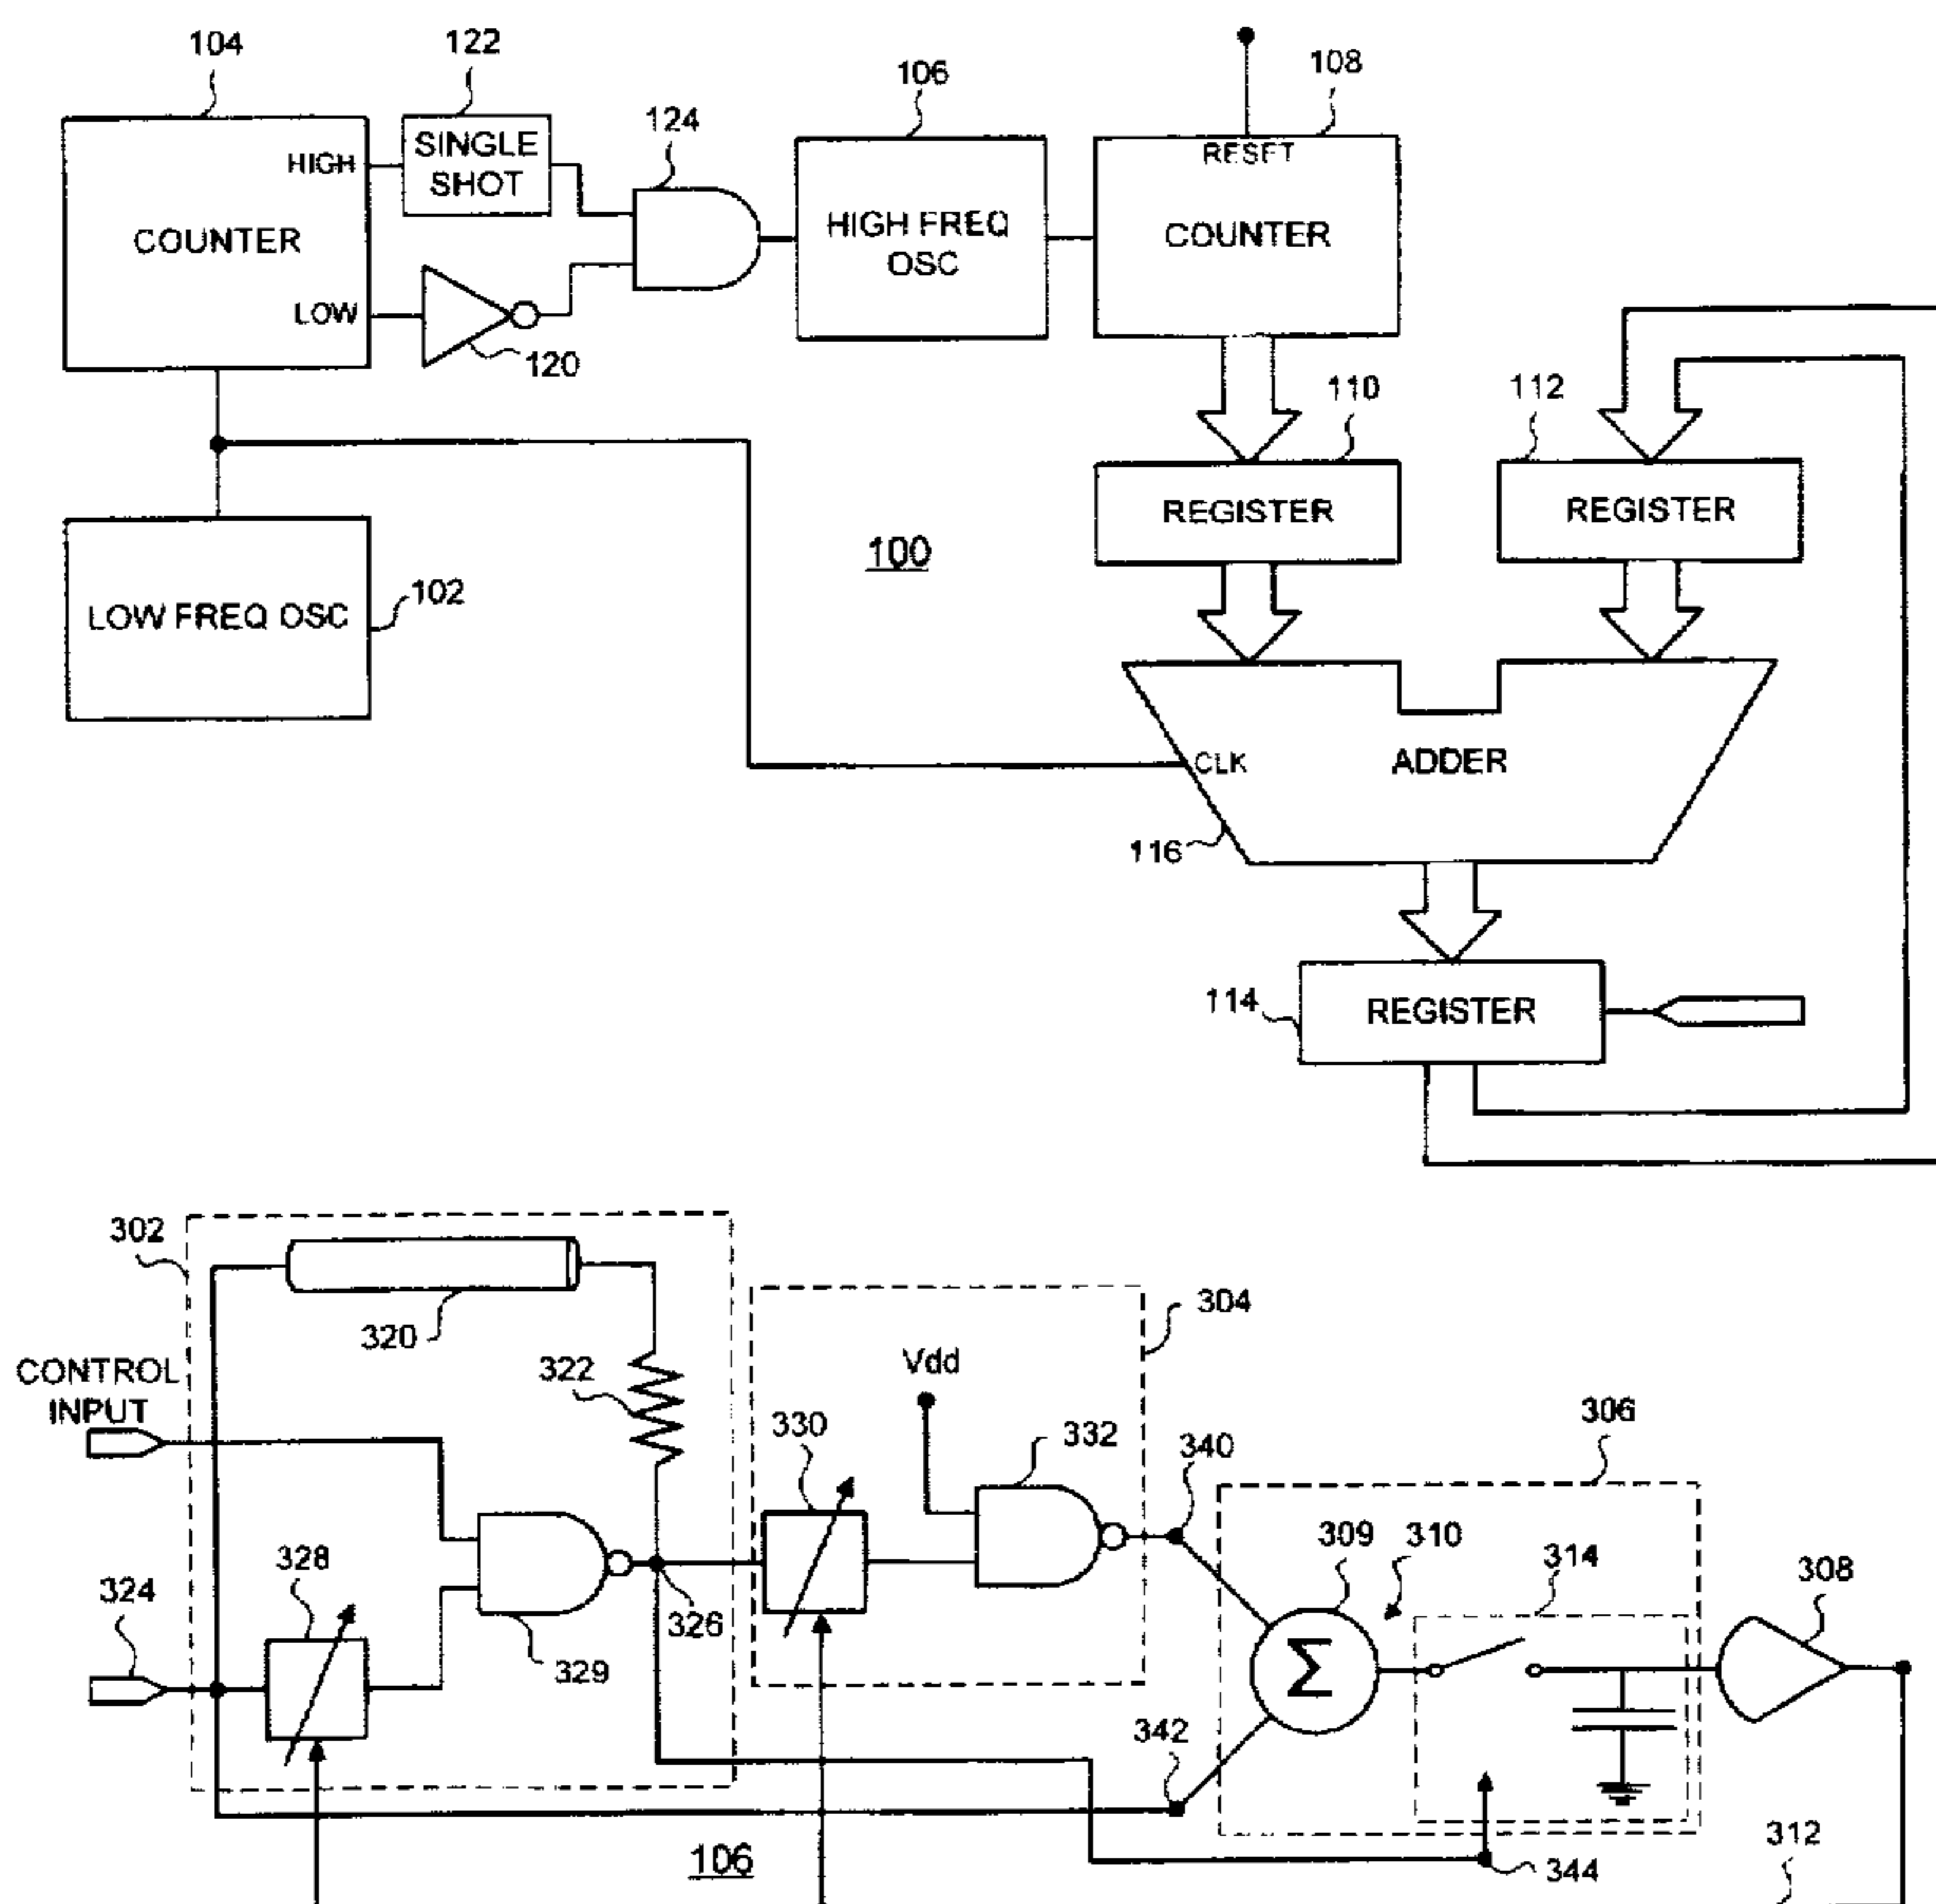 104
122
106
108
124
HIGH
SINGLE
SHOT
RESET
COUNTER
HIGH FREQ
OSC
COUNTER
LOW
120
110
112
REGISTER
REGISTER
100
LOW FREQ OSC
102
CLK
ADDER
116
114
REGISTER
302
320
304
CONTROL
INPUT
322
Vdd
330
332
340
306
309
310
314
308
324
328
326
329
342
312
106
344
Σ